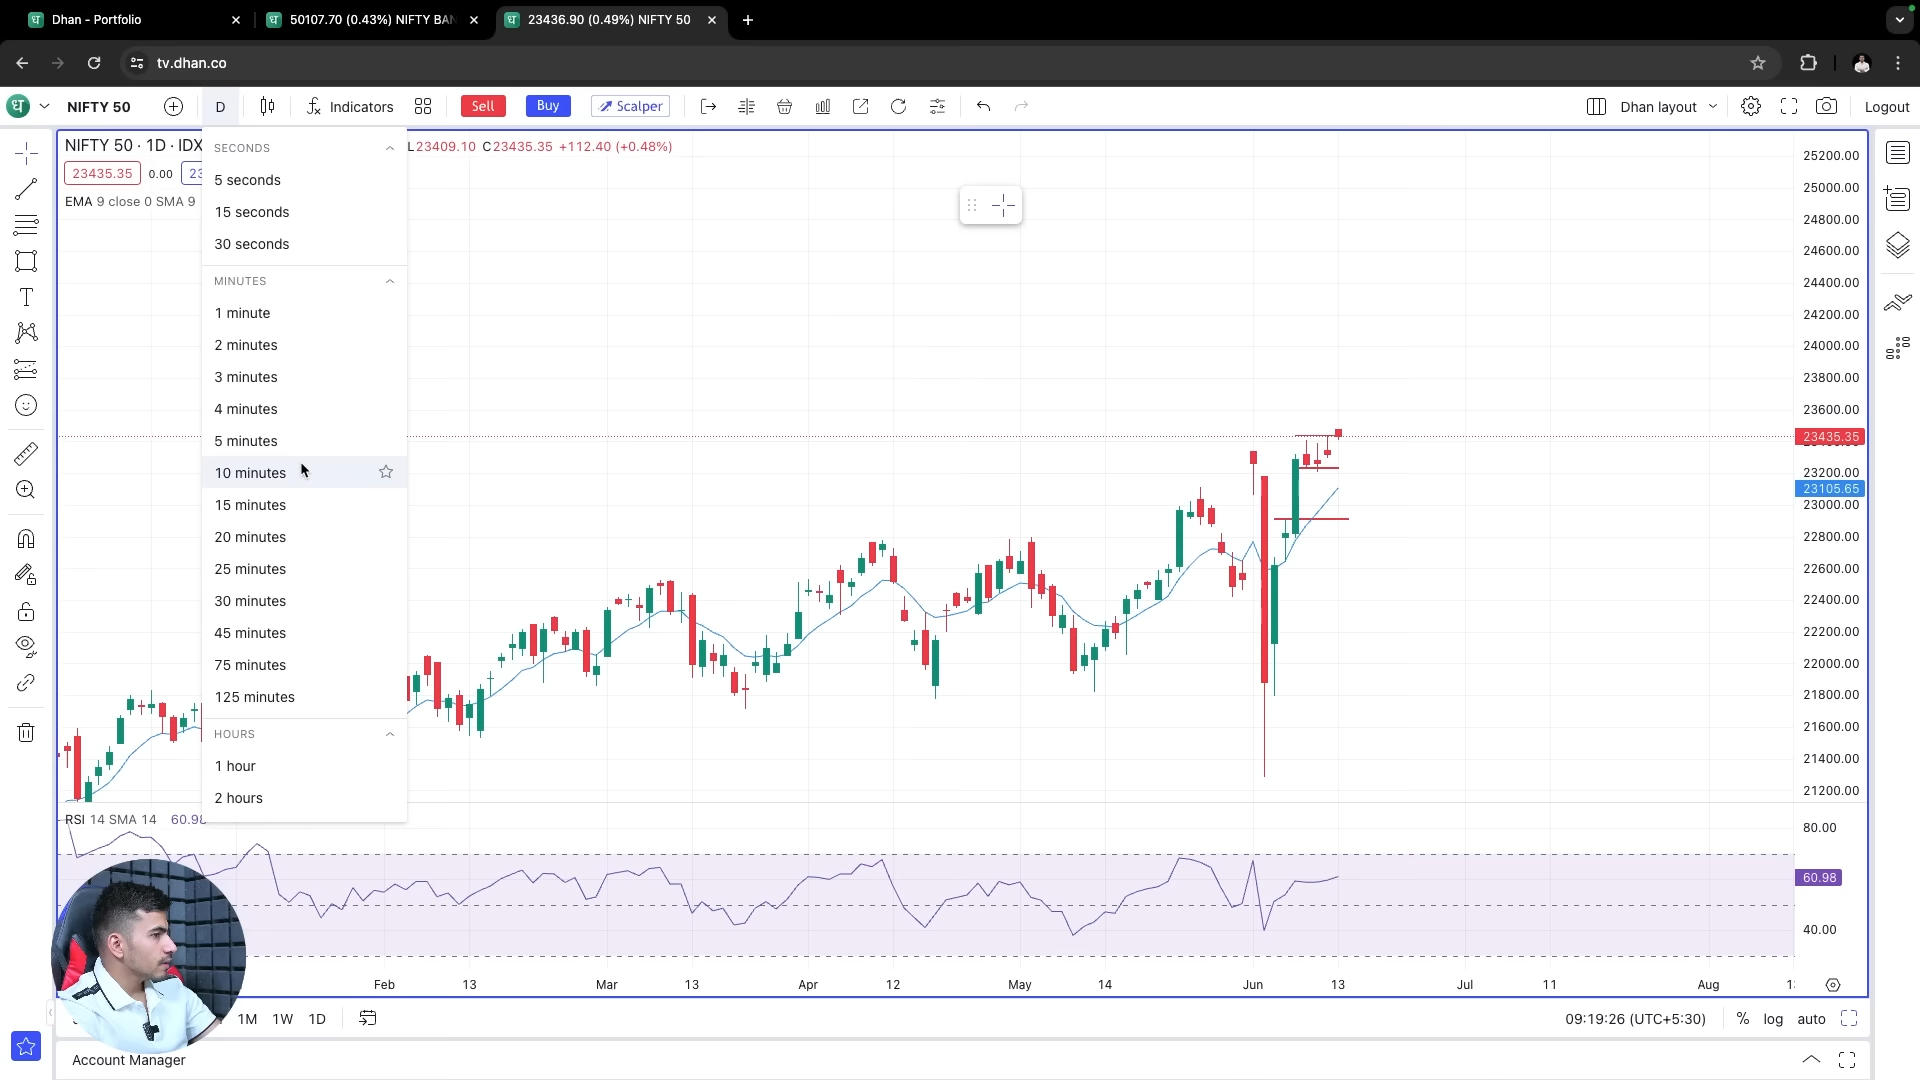 Dhan - Portfolio
50107.70 (0.43%) NIFTY BAN
23436.90 (0.49%) NIFTY 50
tv.dhan.co
NIFTY 50
D
Indicators
Sell
Buy
Scalper
Dhan layout
Logout
NIFTY 50 · 1D · IDX
L23409.10 C23435.35 +112.40 (+0.48%)
23435.35
0.00
23
EMA 9 close 0 SMA 9
SECONDS
5 seconds
15 seconds
30 seconds
MINUTES
1 minute
2 minutes
3 minutes
4 minutes
5 minutes
10 minutes
15 minutes
20 minutes
25 minutes
30 minutes
45 minutes
75 minutes
125 minutes
HOURS
1 hour
2 hours
25200.00
25000.00
24800.00
24600.00
24400.00
24200.00
24000.00
23800.00
23600.00
23435.35
23200.00
23105.65
23000.00
22800.00
22600.00
22400.00
22200.00
22000.00
21800.00
21600.00
21400.00
21200.00
RSI 14 SMA 14 60.98
80.00
60.98
40.00
Feb
13
Mar
13
Apr
12
May
14
Jun
13
Jul
11
Aug
1M
1W
1D
09:19:26 (UTC+5:30)
%
log
auto
Account Manager